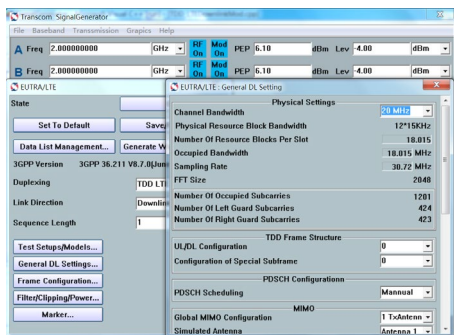 Transcom SignalGenerator
File Baseband Transsmission Grapics Help
A Freq 2.000000000 GHz RF On Mod On PEP 6.10 dBm Lev -4.00 dBm
B Freq 2.000000000 GHz RF On Mod On PEP 6.10 dBm Lev -4.00 dBm
EUTRA/LTE
State
Set To Default Save/
Data List Management... Generate W
3GPP Version 3GPP 36.211 V8.7.0(Jun
Duplexing TDD LT
Link Direction Downlin
Sequence Length 1
Test Setups/Models...
General DL Settings...
Frame Configuration...
Filter/Clipping/Power...
Marker...
EUTRA/LTE : General DL Setting
Physical Settings
Channel Bandwidth 20 MHz
Physical Resource Block Bandwidth 12*15KHz
Number Of Resource Blocks Per Slot 18.015
Occupied Bandwidth 18.015 MHz
Sampling Rate 30.72 MHz
FFT Size 2048
Number Of Occupied Subcarries 1201
Number Of Left Guard Subcarries 424
Number Of Right Guard Subcarries 423
TDD Frame Structure
UL/DL Configuration 0
Configuration of Special Subframe 0
PDSCH Configurationn
PDSCH Scheduling Mannual
MIMO
Global MIMO Configuration 1 TxAntenn
Simulated Antenna Antenna 1